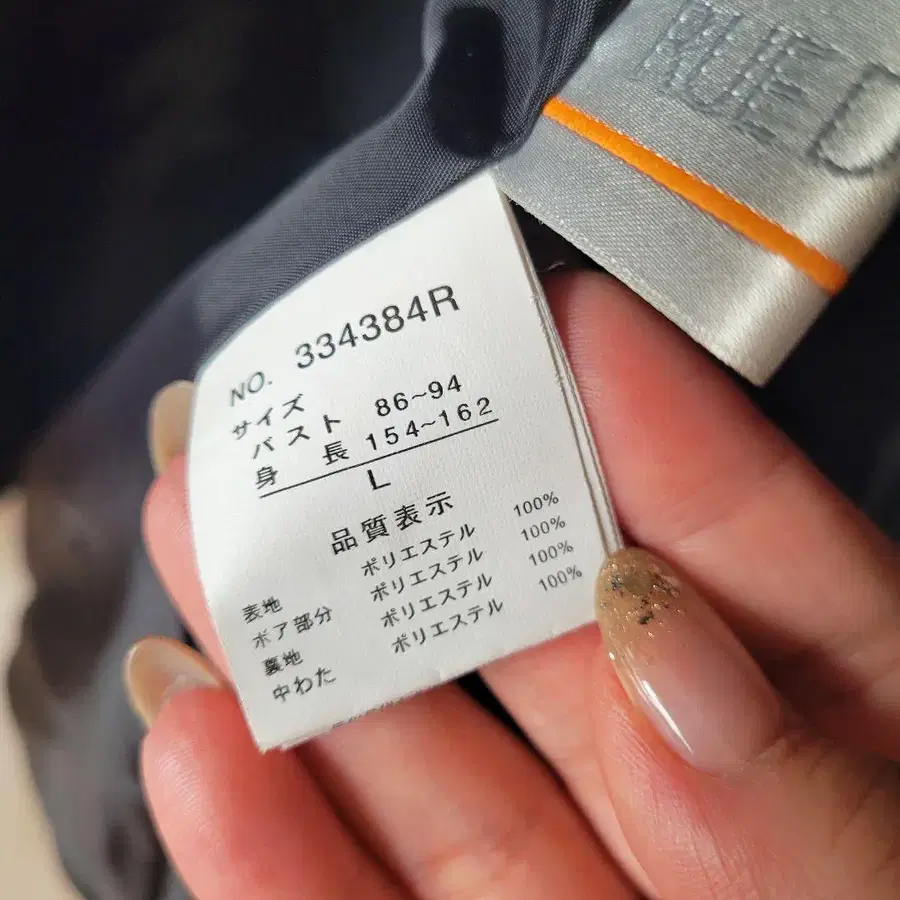 RUE D
NO. 334384R
サイズ
バスト 86~94
身 長 154~162
L
品質表示
表地 ポリエステル 100%
ボア部分 ポリエステル 100%
裏地 ポリエステル 100%
中わた ポリエステル 100%